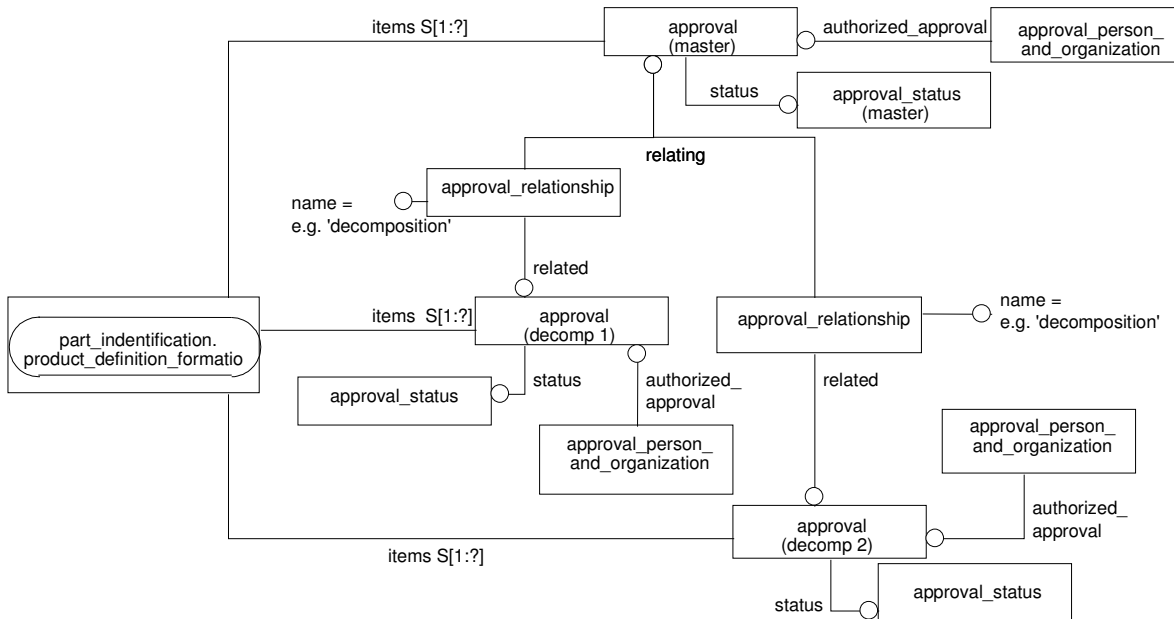 items S[1:?]
approval
(master)
authorized_approval
approval_person_
and_organization
status
approval_status
(master)
relating
approval_relationship
name =
e.g. 'decomposition'
related
items S[1:?]
approval
(decomp 1)
approval_relationship
name =
e.g. 'decomposition'
part_indentification.
product_definition_formatio
status
approval_status
authorized_
approval
related
approval_person_
and_organization
approval_person_
and_organization
authorized_
approval
items S[1:?]
approval
(decomp 2)
status
approval_status